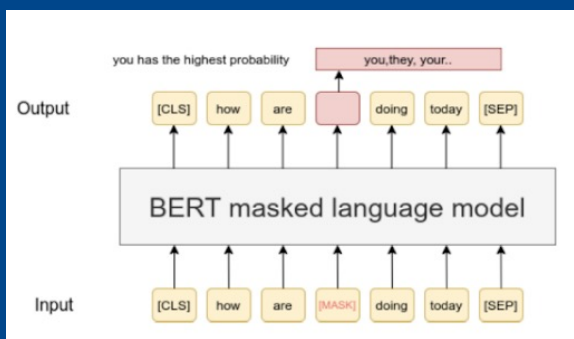 you has the highest probability
you,they, your..
Output
[CLS] how are doing today [SEP]
BERT masked language model
Input
[CLS] how are [MASK] doing today [SEP]